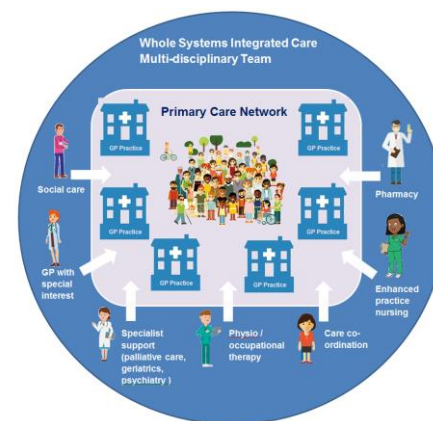 Whole Systems Integrated Care
Multi-disciplinary Team
Primary Care Network
GP Practice
GP Practice
Social care
Pharmacy
GP Practice
GP Practice
GP with
special
interest
GP Practice
GP Practice
Enhanced
practice
nursing
Specialist
support
(palliative care,
geriatrics,
psychiatry )
Physio /
occupational
therapy
Care co-
ordination